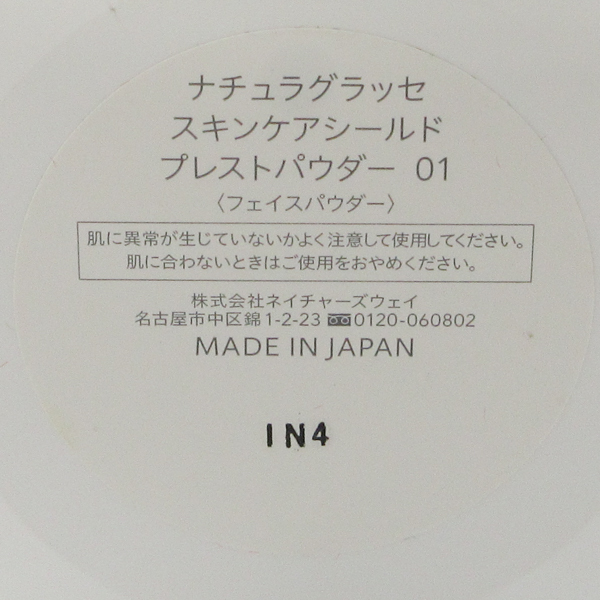 ナチュラグラッセ
スキンケアシールド
プレストパウダー 01
〈フェイスパウダー〉
肌に異常が生じていないかよく注意して使用してください。
肌に合わないときはご使用をおやめください。
株式会社ネイチャーズウェイ
名古屋市中区錦1-2-23 0120-060802
MADE IN JAPAN
IN4